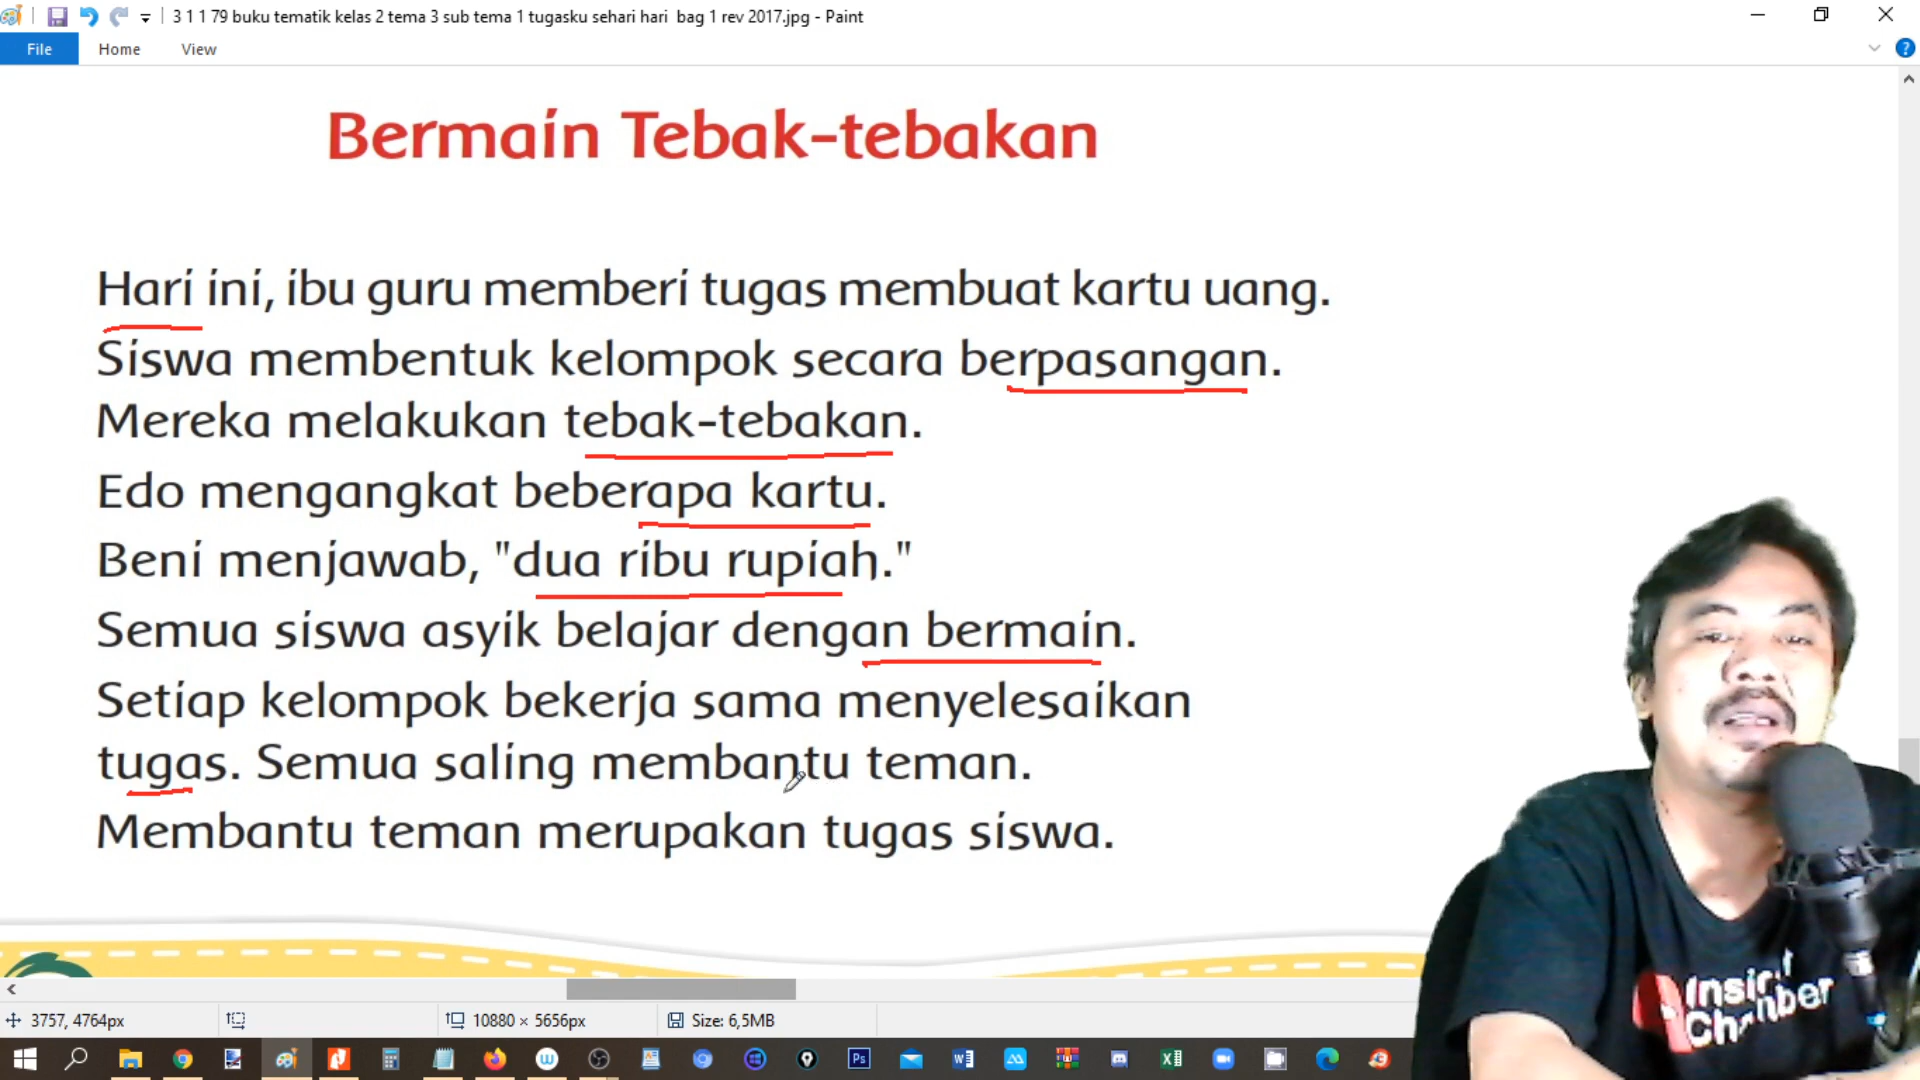 3 1 1 79 buku tematik kelas 2 tema 3 sub tema 1 tugasku sehari hari bag 1 rev 2017.jpg - Paint
File Home View
Bermain Tebak-tebakan
Hari ini, ibu guru memberi tugas membuat kartu uang.
Siswa membentuk kelompok secara berpasangan.
Mereka melakukan tebak-tebakan.
Edo mengangkat beberapa kartu.
Beni menjawab, "dua ribu rupiah."
Semua siswa asyik belajar dengan bermain.
Setiap kelompok bekerja sama menyelesaikan
tugas. Semua saling membantu teman.
Membantu teman merupakan tugas siswa.
3757, 4764px
10880 × 5656px
Size: 6,5MB
Ps